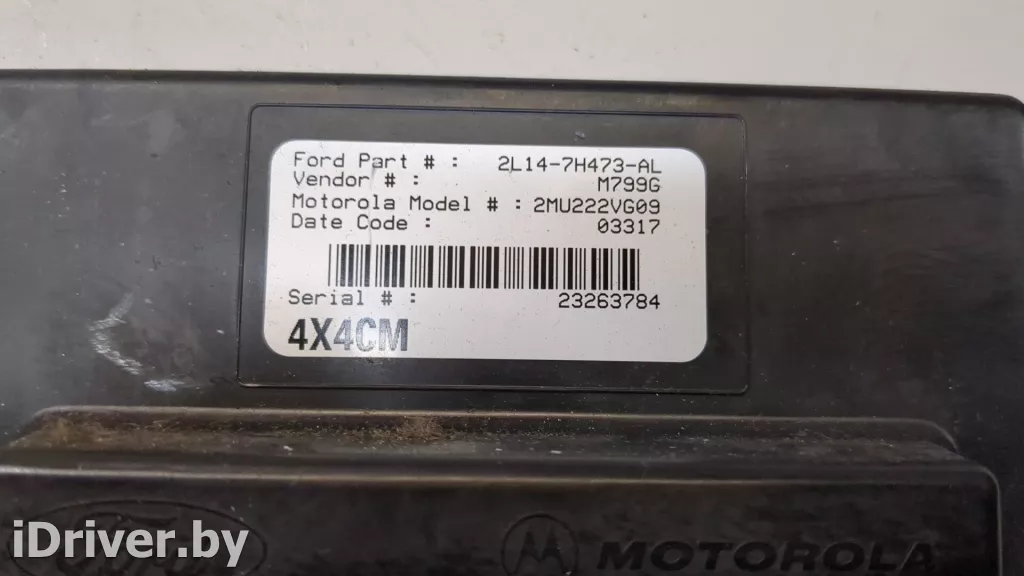 Ford Part # : 2L14-7H473-AL
Vendor # : M799G
Motorola Model # : 2MU222VG09
Date Code : 03317
Serial # : 23263784
4X4CM
Ford
MOTOROLA
iDriver.by